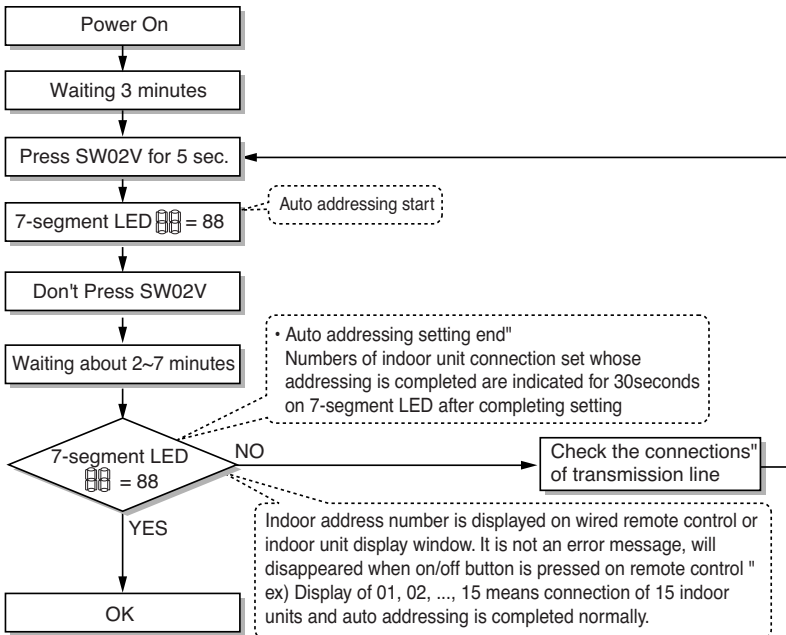 Power On
Waiting 3 minutes
Press SW02V for 5 sec.
7-segment LED 88 = 88
Auto addressing start
Don't Press SW02V
Waiting about 2~7 minutes
• Auto addressing setting end"
Numbers of indoor unit connection set whose
addressing is completed are indicated for 30seconds
on 7-segment LED after completing setting
7-segment LED
88 = 88
NO
Check the connections"
of transmission line
YES
Indoor address number is displayed on wired remote control or
indoor unit display window. It is not an error message, will
disappeared when on/off button is pressed on remote control "
ex) Display of 01, 02, ..., 15 means connection of 15 indoor
units and auto addressing is completed normally.
OK